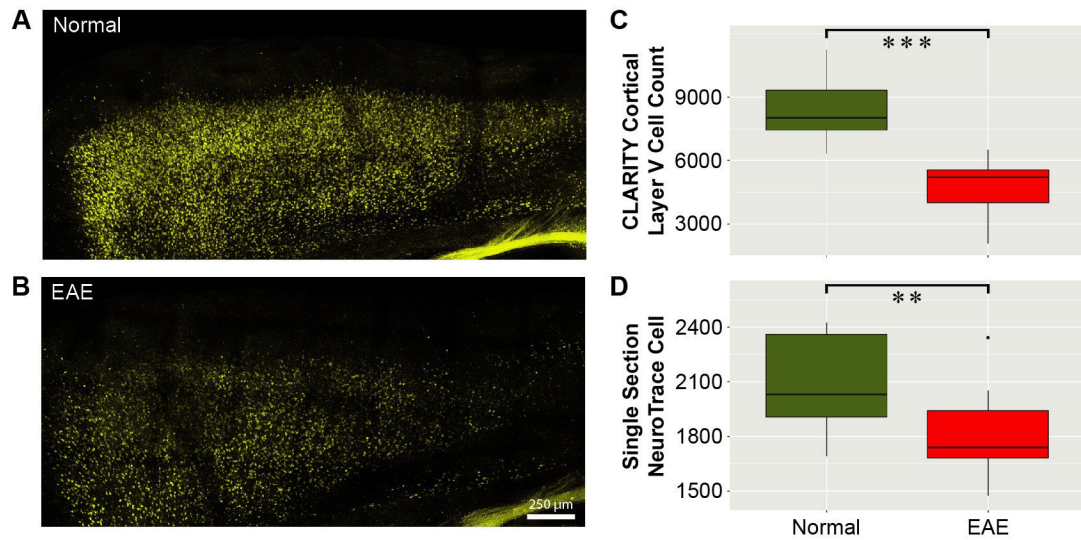 A
Normal
B
EAE
250 µm
C
CLARITY Cortical
Layer V Cell Count
9000
6000
3000
***
D
Single Section
NeuroTrace Cell
2400
2100
1800
1500
**
Normal
EAE